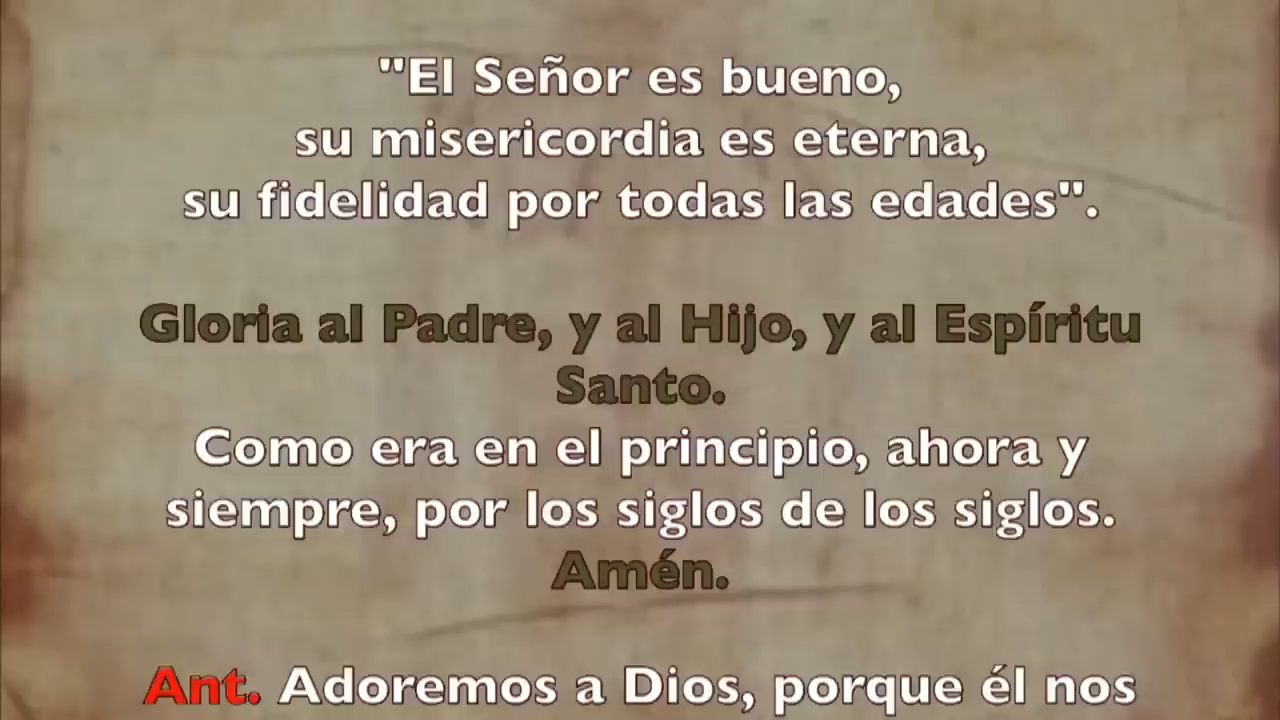 "El Señor es bueno,
su misericordia es eterna,
su fidelidad por todas las edades".
Gloria al Padre, y al Hijo, y al Espíritu
Santo.
Como era en el principio, ahora y
siempre, por los siglos de los siglos.
Amén.
Ant. Adoremos a Dios, porque él nos